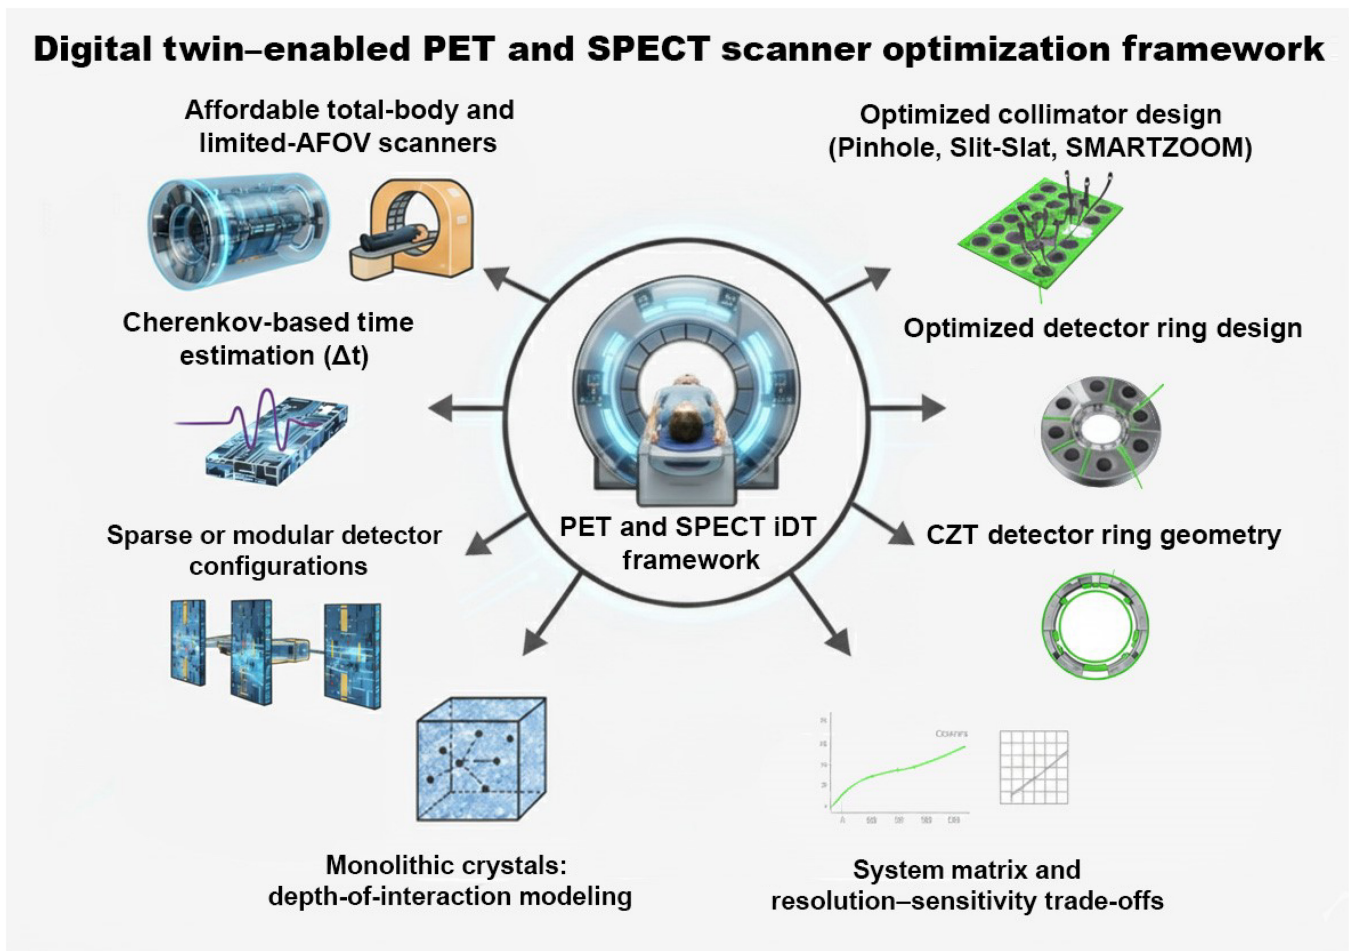 Digital twin–enabled PET and SPECT scanner optimization framework
Affordable total-body and
limited-AFOV scanners
Optimized collimator design
(Pinhole, Slit-Slat, SMARTZOOM)
Cherenkov-based time
estimation (Δt)
Optimized detector ring design
Sparse or modular detector
configurations
PET and SPECT iDT
framework
CZT detector ring geometry
Monolithic crystals:
depth-of-interaction modeling
System matrix and
resolution–sensitivity trade-offs